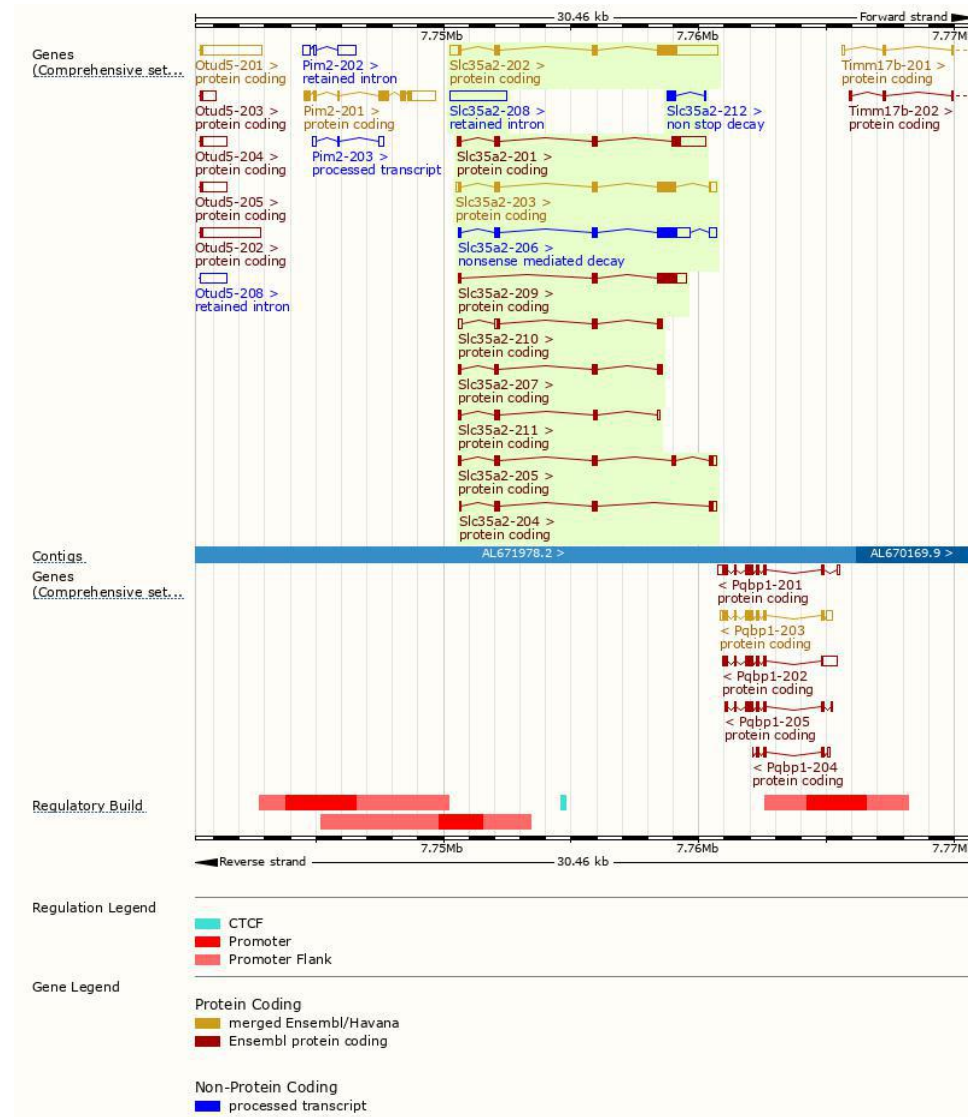 30.46 kb
Forward strand
7.75Mb 7.76Mb 7.77M
Genes
(Comprehensive set...
Otud5-201 >
protein coding
Pim2-202 >
retained intron
Slc35a2-202 >
protein coding
Timm17b-201 >
protein coding
Otud5-203 >
protein coding
Pim2-201 >
protein coding
Slc35a2-208 >
retained intron
Slc35a2-212 >
non stop decay
Timm17b-202 >
protein coding
Otud5-204 >
protein coding
Pim2-203 >
processed transcript
Slc35a2-201 >
protein coding
Otud5-205 >
protein coding
Slc35a2-203 >
protein coding
Otud5-202 >
protein coding
Slc35a2-206 >
nonsense mediated decay
Otud5-208 >
retained intron
Slc35a2-209 >
protein coding
Slc35a2-210 >
protein coding
Slc35a2-207 >
protein coding
Slc35a2-211 >
protein coding
Slc35a2-205 >
protein coding
Slc35a2-204 >
protein coding
Contigs
AL671978.2 >
AL670169.9 >
Genes
(Comprehensive set...
< Pqbp1-201
protein coding
< Pqbp1-203
protein coding
< Pqbp1-202
protein coding
< Pqbp1-205
protein coding
< Pqbp1-204
protein coding
Regulatory Build
7.75Mb 7.76Mb 7.77M
Reverse strand
30.46 kb
Regulation Legend
CTCF
Promoter
Promoter Flank
Gene Legend
Protein Coding
merged Ensembl/Havana
Ensembl protein coding
Non-Protein Coding
processed transcript